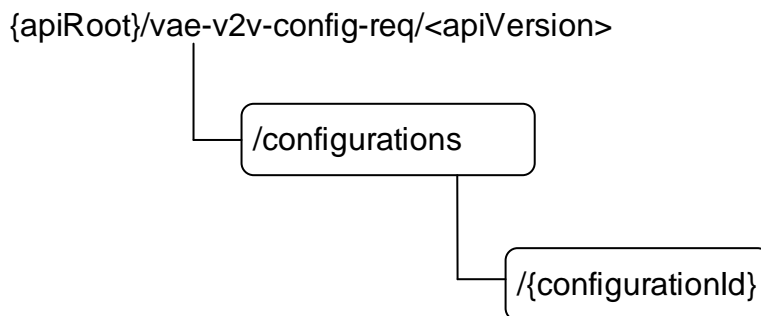 {apiRoot}/vae-v2v-config-req/<apiVersion>
/configurations
/{configurationId}